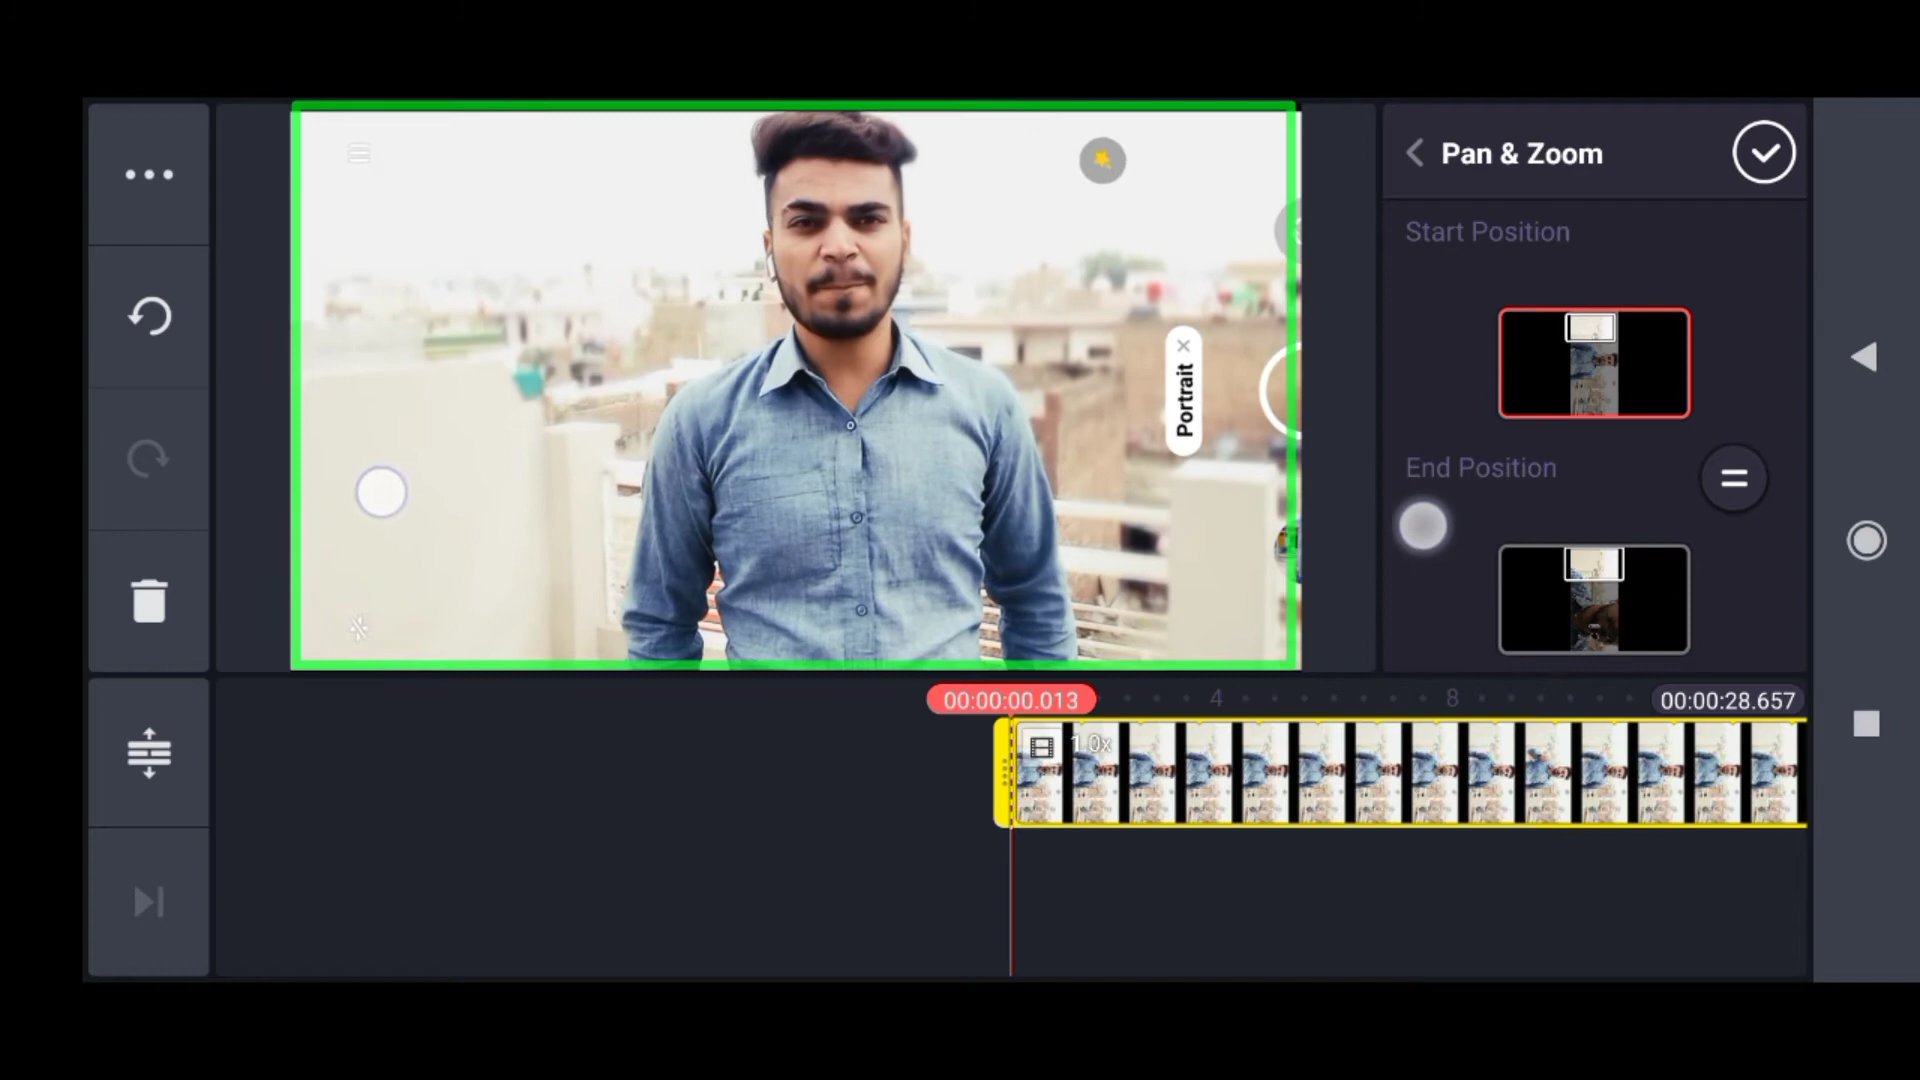 Pan & Zoom
Start Position
Portrait ×
End Position
00:00:00.013
4
8
00:00:28.657
1.0x